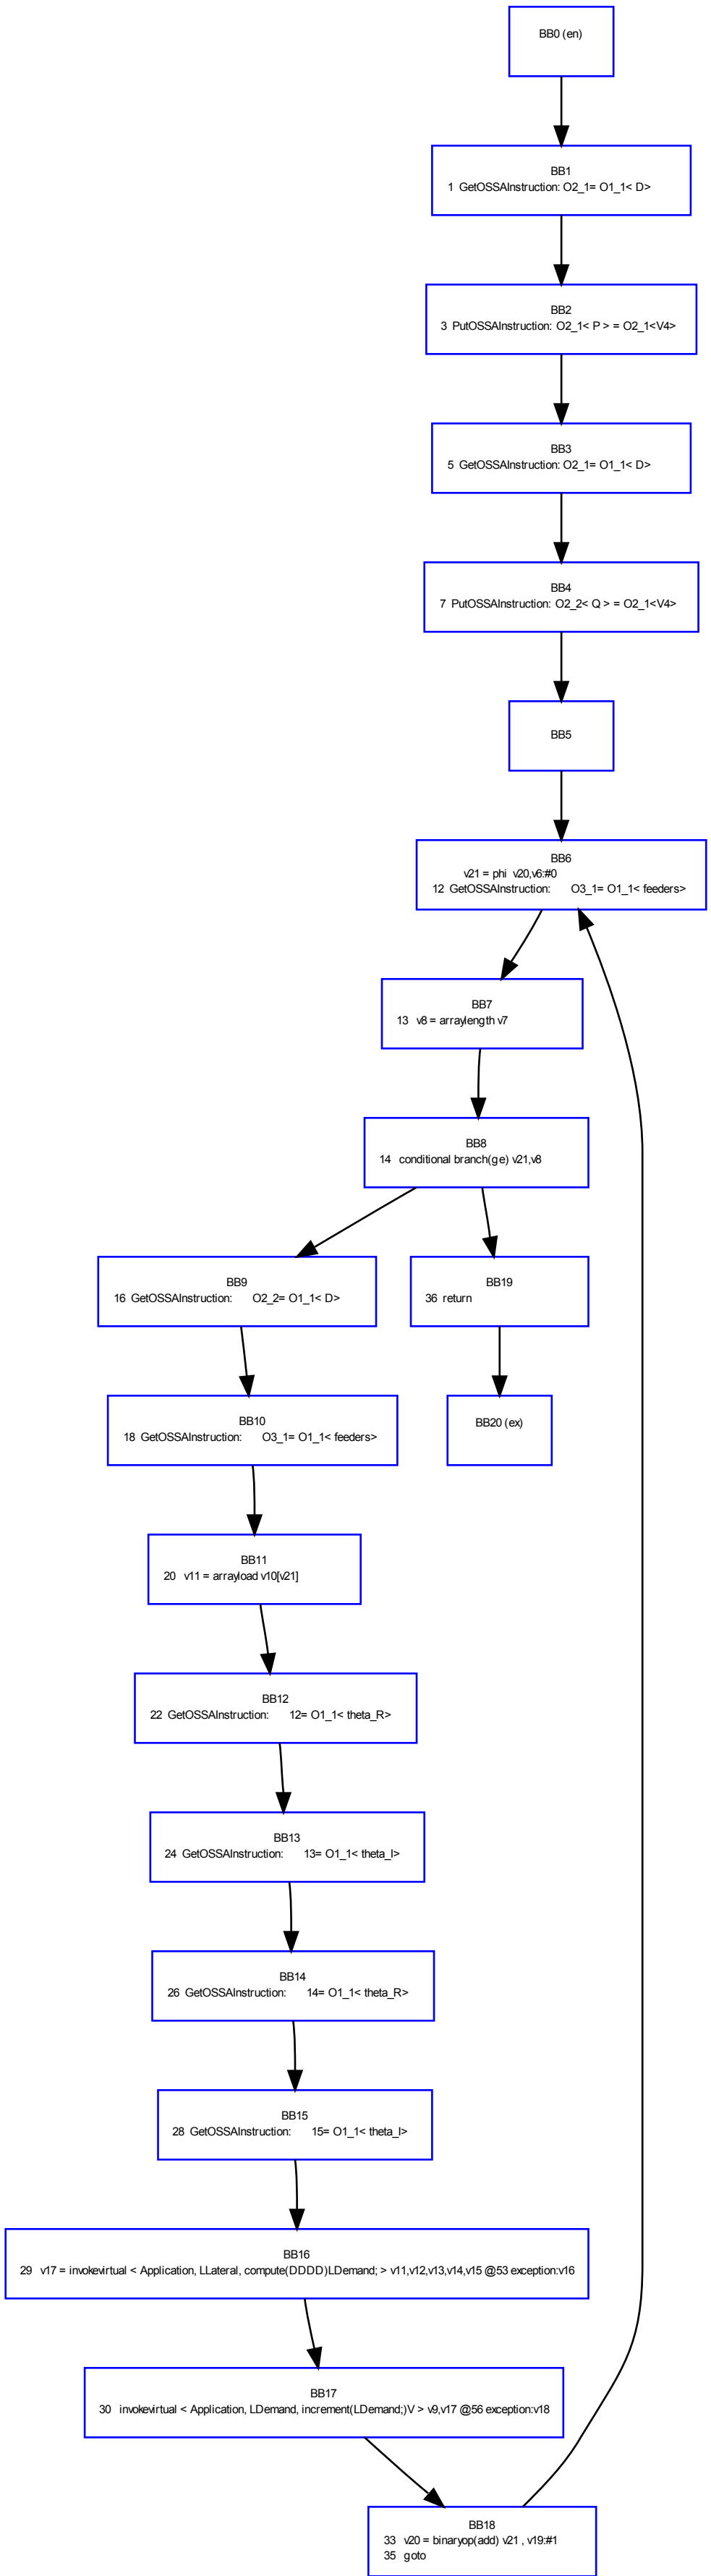 BB0 (en)
BB1
1 GetOSSAInstruction: O2_1= O1_1< D>
BB2
3 PutOSSAInstruction: O2_1< P > = O2_1<V4>
BB3
5 GetOSSAInstruction: O2_1= O1_1< D>
BB4
7 PutOSSAInstruction: O2_2< Q > = O2_1<V4>
BB5
BB6
v21 = phi v20,v6:#0
12 GetOSSAInstruction: O3_1= O1_1< feeders>
BB7
13 v8 = arraylength v7
BB8
14 conditional branch(ge) v21,v8
BB9
16 GetOSSAInstruction: O2_2= O1_1< D>
BB19
36 return
BB10
18 GetOSSAInstruction: O3_1= O1_1< feeders>
BB20 (ex)
BB11
20 v11 = arrayload v10[v21]
BB12
22 GetOSSAInstruction: 12= O1_1< theta_R>
BB13
24 GetOSSAInstruction: 13= O1_1< theta_I>
BB14
26 GetOSSAInstruction: 14= O1_1< theta_R>
BB15
28 GetOSSAInstruction: 15= O1_1< theta_I>
BB16
29 v17 = invokevirtual < Application, LLateral, compute(DDDD)LDemand; > v11,v12,v13,v14,v15 @53 exception:v16
BB17
30 invokevirtual < Application, LDemand, increment(LDemand;)V > v9,v17 @56 exception:v18
BB18
33 v20 = binaryop(add) v21 , v19:#1
35 goto